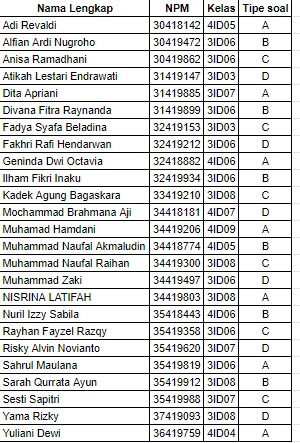 Nama Lengkap NPM Kelas Tipe soal
Adi Revaldi 30418142 4ID05 A
Alfian Ardi Nugroho 30419472 3ID06 B
Anisa Ramadhani 30419862 3ID06 C
Atikah Lestari Endrawati 31419147 3ID03 D
Dita Apriani 31419885 3ID07 A
Divana Fitra Raynanda 31419899 3ID06 B
Fadya Syafa Beladina 32419153 3ID03 C
Fakhri Rafi Hendarwan 32419212 3ID06 D
Geninda Dwi Octavia 32418882 4ID06 A
Ilham Fikri Inaku 32419934 3ID06 B
Kadek Agung Bagaskara 33419210 3ID08 C
Mochammad Brahmana Aji 34418181 4ID07 D
Muhamad Hamdani 34419206 4ID09 A
Muhammad Naufal Akmaludin 34418774 4ID05 B
Muhammad Naufal Raihan 34419300 3ID08 C
Muhammad Zaki 34419497 3ID06 D
NISRINA LATIFAH 34419803 3ID08 A
Nuril Izzy Sabila 35418443 4ID06 B
Rayhan Fayzel Razqy 35419358 3ID06 C
Risky Alvin Novianto 35419620 3ID07 D
Sahrul Maulana 35419819 3ID06 A
Sarah Qurrata Ayun 35419912 3ID08 B
Sesti Sapitri 35419988 3ID07 C
Yama Rizky 37419093 3ID08 D
Yuliani Dewi 36419759 4ID04 A